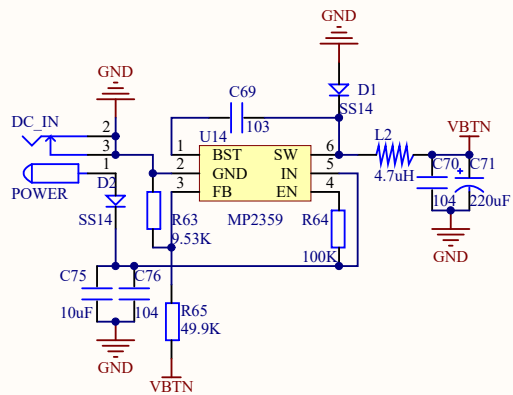 GND
GND
DC_IN
2
3
1
POWER
D2
SS14
C69
103
D1
SS14
U14
1
BST
SW
6
2
GND
IN
5
3
FB
EN
4
MP2359
L2
4.7uH
VBTN
C70
104
C71
220uF
GND
R63
9.53K
R64
100K
C75
10uF
C76
104
GND
R65
49.9K
VBTN